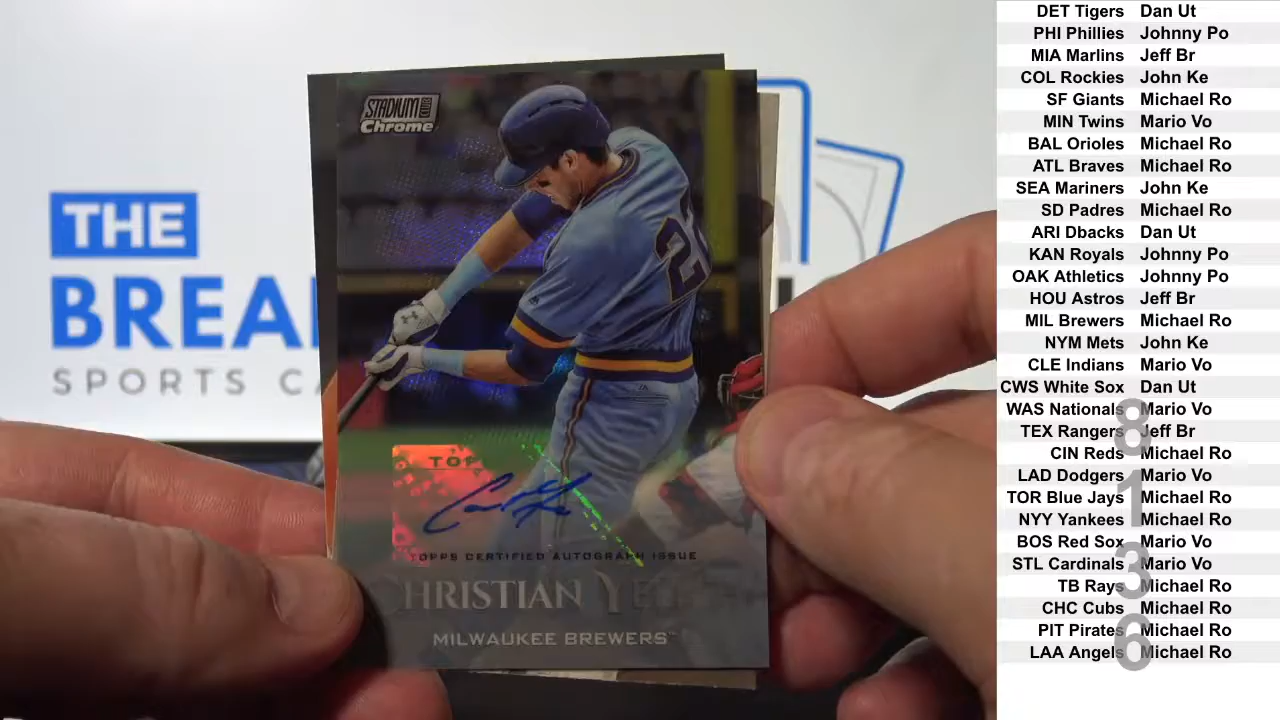 THE
BREA
SPORTS CA
STADIUM CLUB
Chrome
TOPPS CERTIFIED AUTOGRAPH ISSUE
CHRISTIAN YE
MILWAUKEE BREWERS™
DET Tigers Dan Ut
PHI Phillies Johnny Po
MIA Marlins Jeff Br
COL Rockies John Ke
SF Giants Michael Ro
MIN Twins Mario Vo
BAL Orioles Michael Ro
ATL Braves Michael Ro
SEA Mariners John Ke
SD Padres Michael Ro
ARI Dbacks Dan Ut
KAN Royals Johnny Po
OAK Athletics Johnny Po
HOU Astros Jeff Br
MIL Brewers Michael Ro
NYM Mets John Ke
CLE Indians Mario Vo
CWS White Sox Dan Ut
WAS Nationals Mario Vo
TEX Rangers Jeff Br
CIN Reds Michael Ro
LAD Dodgers Mario Vo
TOR Blue Jays Michael Ro
NYY Yankees Michael Ro
BOS Red Sox Mario Vo
STL Cardinals Mario Vo
TB Rays Michael Ro
CHC Cubs Michael Ro
PIT Pirates Michael Ro
LAA Angels Michael Ro
8
1
3
6